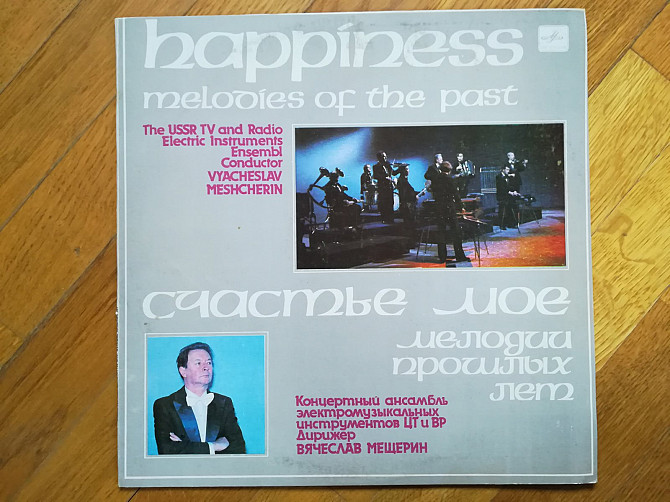 happiness
melodies of the past
The USSR TV and Radio
Electric Instruments
Ensembl
Conductor
VYACHESLAV
MESHCHERIN
счастье мое
мелодии
прошлых
лет
Концертный ансамбль
электромузыкальных
инструментов ЦТ и ВР
Дирижёр
ВЯЧЕСЛАВ МЕЩЕРИН